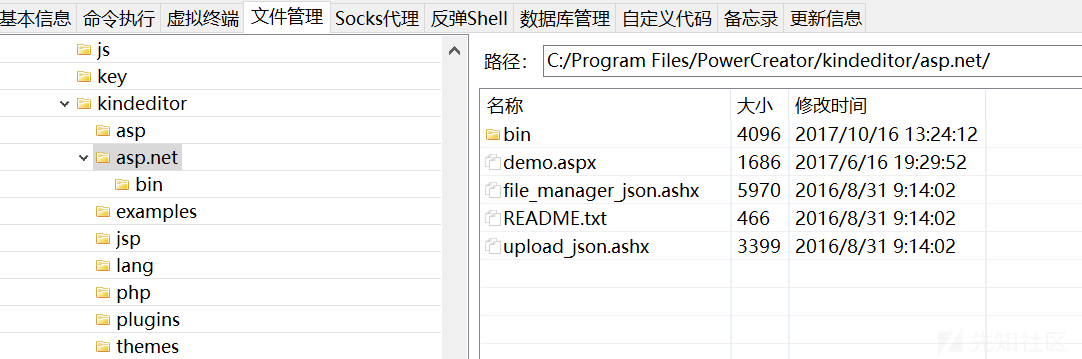 基本信息 命令执行 虚拟终端 文件管理 Socks代理 反弹Shell 数据库管理 自定义代码 备忘录 更新信息
js
key
kindeditor
asp
asp.net
bin
examples
jsp
lang
php
plugins
themes
路径： C:/Program Files/PowerCreator/kindeditor/asp.net/
名称 大小 修改时间
bin 4096 2017/10/16 13:24:12
demo.aspx 1686 2017/6/16 19:29:52
file_manager_json.ashx 5970 2016/8/31 9:14:02
README.txt 466 2016/8/31 9:14:02
upload_json.ashx 3399 2016/8/31 9:14:02
先知社区